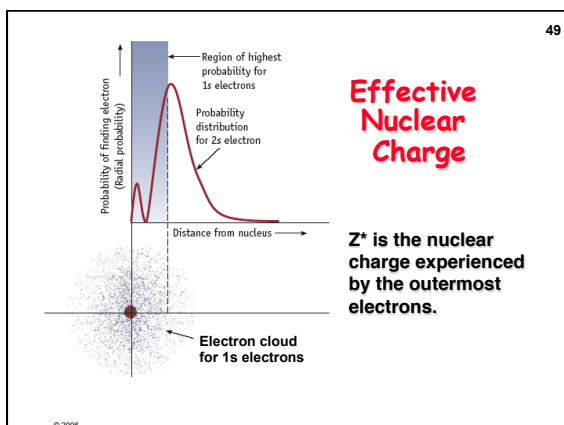 49
Region of highest
probability for
1s electrons
Effective
Nuclear
Charge
Probability of finding electron
(Radial probability)
Probability
distribution
for 2s electron
Distance from nucleus
Z* is the nuclear
charge experienced
by the outermost
electrons.
Electron cloud
for 1s electrons
© 2006